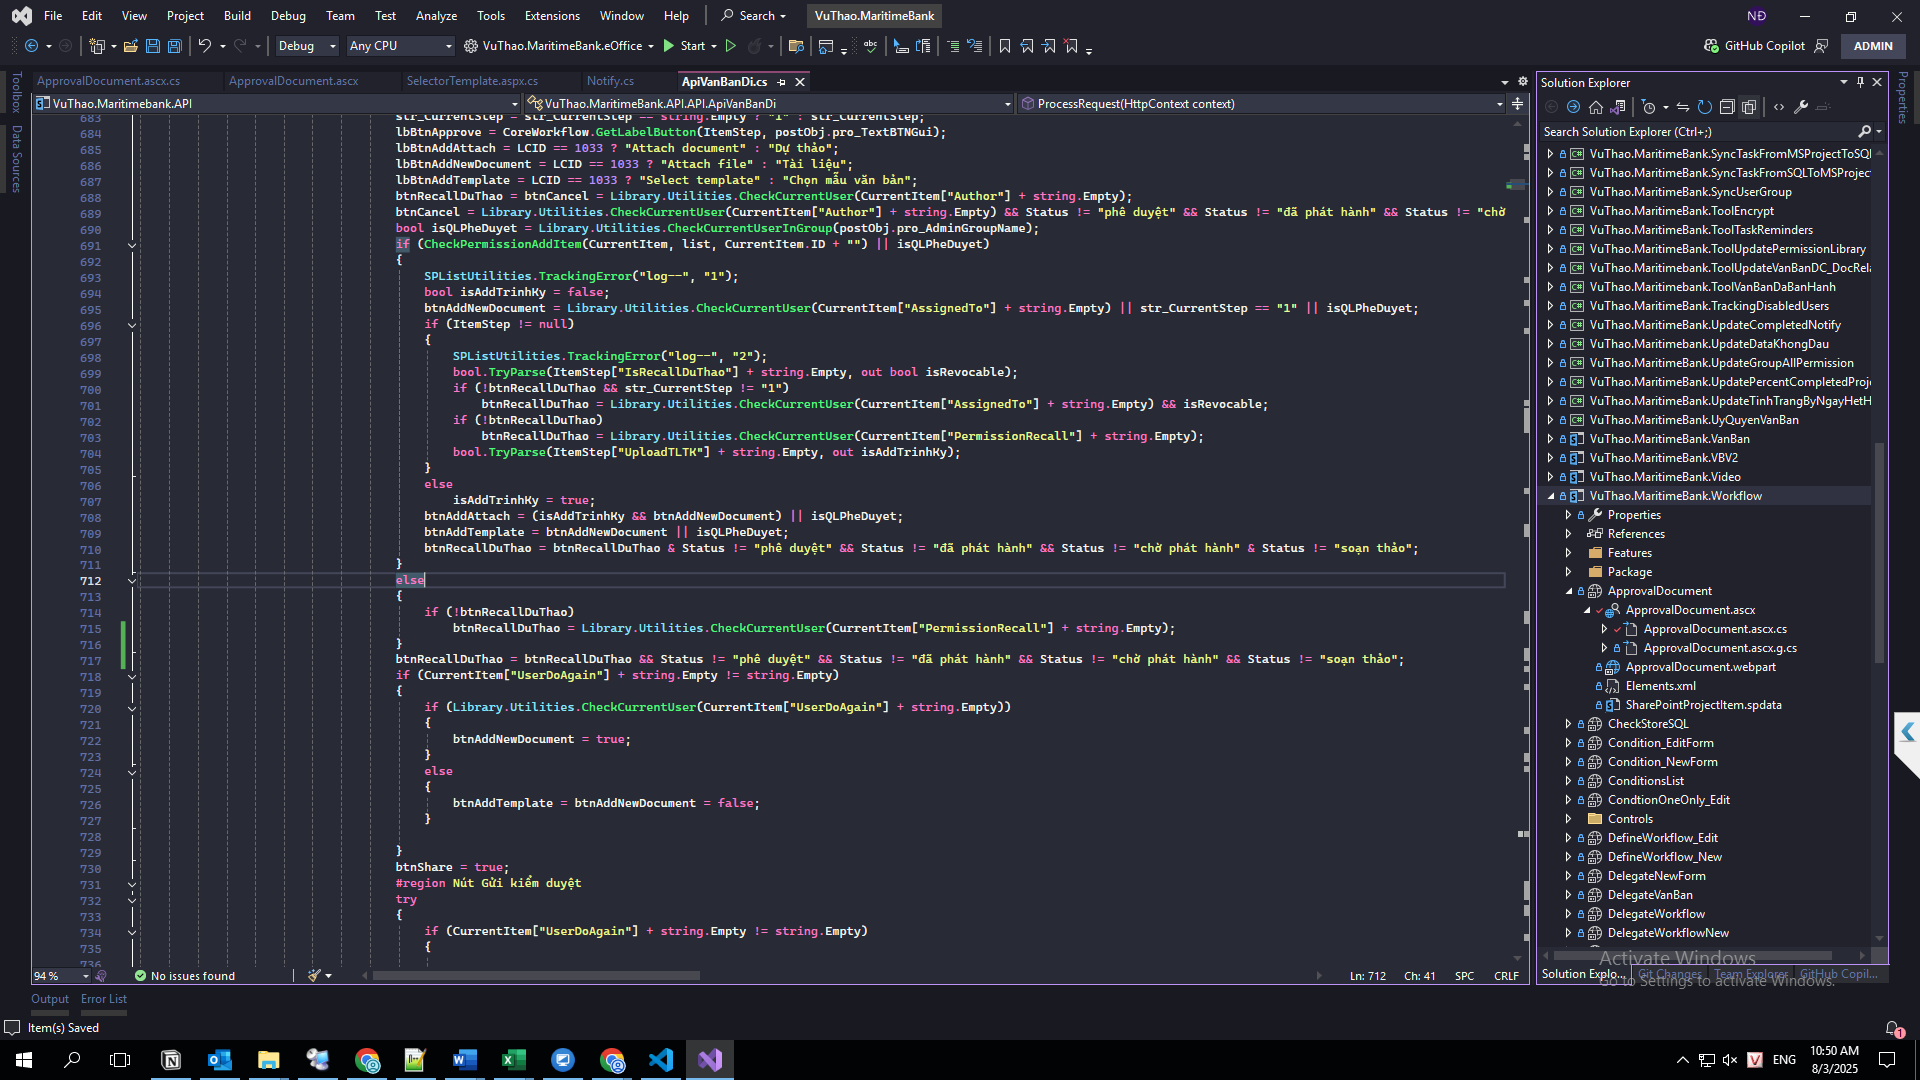 File Edit View Project Build Debug Team Test Analyze Tools Extensions Window Help Search VuThao.MaritimeBank NĐ
Debug Any CPU VuThao.MaritimeBank.eOffice Start GitHub Copilot ADMIN
ApprovalDocument.ascx.cs ApprovalDocument.ascx SelectorTemplate.aspx.cs Notify.cs ApiVanBanDi.cs
VuThao.Maritimebank.API VuThao.MaritimeBank.API.API.ApiVanBanDi ProcessRequest(HttpContext context)
Toolbox
Data Sources
683 str_CurrentStep = str_CurrentStep == string.Empty ? "1" : str_CurrentStep;
684 lbBtnApprove = CoreWorkflow.GetLabelButton(ItemStep, postObj.pro_TextBTNGui);
685 lbBtnAddAttach = LCID == 1033 ? "Attach document" : "Dự thảo";
686 lbBtnAddNewDocument = LCID == 1033 ? "Attach file" : "Tài liệu";
687 lbBtnAddTemplate = LCID == 1033 ? "Select template" : "Chọn mẫu văn bản";
688 btnRecallDuThao = btnCancel = Library.Utilities.CheckCurrentUser(CurrentItem["Author"] + string.Empty);
689 btnCancel = Library.Utilities.CheckCurrentUser(CurrentItem["Author"] + string.Empty) && Status != "phê duyệt" && Status != "đã phát hành" && Status != "chờ
690 bool isQLPheDuyet = Library.Utilities.CheckCurrentUserInGroup(postObj.pro_AdminGroupName);
691 if (CheckPermissionAddItem(CurrentItem, list, CurrentItem.ID + "") || isQLPheDuyet)
692 {
693 SPListUtilities.TrackingError("log--", "1");
694 bool isAddTrinhKy = false;
695 btnAddNewDocument = Library.Utilities.CheckCurrentUser(CurrentItem["AssignedTo"] + string.Empty) || str_CurrentStep == "1" || isQLPheDuyet;
696 if (ItemStep != null)
697 {
698 SPListUtilities.TrackingError("log--", "2");
699 bool.TryParse(ItemStep["IsRecallDuThao"] + string.Empty, out bool isRevocable);
700 if (!btnRecallDuThao && str_CurrentStep != "1")
701 btnRecallDuThao = Library.Utilities.CheckCurrentUser(CurrentItem["AssignedTo"] + string.Empty) && isRevocable;
702 if (!btnRecallDuThao)
703 btnRecallDuThao = Library.Utilities.CheckCurrentUser(CurrentItem["PermissionRecall"] + string.Empty);
704 bool.TryParse(ItemStep["UploadTLTK"] + string.Empty, out isAddTrinhKy);
705 }
706 else
707 isAddTrinhKy = true;
708 btnAddAttach = (isAddTrinhKy && btnAddNewDocument) || isQLPheDuyet;
709 btnAddTemplate = btnAddNewDocument || isQLPheDuyet;
710 btnRecallDuThao = btnRecallDuThao & Status != "phê duyệt" && Status != "đã phát hành" && Status != "chờ phát hành" & Status != "soạn thảo";
711 }
712 else
713 {
714 if (!btnRecallDuThao)
715 btnRecallDuThao = Library.Utilities.CheckCurrentUser(CurrentItem["PermissionRecall"] + string.Empty);
716 }
717 btnRecallDuThao = btnRecallDuThao && Status != "phê duyệt" && Status != "đã phát hành" && Status != "chờ phát hành" && Status != "soạn thảo";
718 if (CurrentItem["UserDoAgain"] + string.Empty != string.Empty)
719 {
720 if (Library.Utilities.CheckCurrentUser(CurrentItem["UserDoAgain"] + string.Empty))
721 {
722 btnAddNewDocument = true;
723 }
724 else
725 {
726 btnAddTemplate = btnAddNewDocument = false;
727 }
728
729 }
730 btnShare = true;
731 #region Nút Gửi kiểm duyệt
732 try
733 {
734 if (CurrentItem["UserDoAgain"] + string.Empty != string.Empty)
735 {
736
94 % No issues found Ln: 712 Ch: 41 SPC CRLF
Output Error List
Item(s) Saved
Solution Explorer
Search Solution Explorer (Ctrl+;)
VuThao.MaritimeBank.SyncTaskFromMSProjectToSQL
VuThao.MaritimeBank.SyncTaskFromSQLToMSProject
VuThao.MaritimeBank.SyncUserGroup
VuThao.Maritimebank.ToolEncrypt
VuThao.MaritimeBank.ToolTaskReminders
VuThao.MaritimeBank.ToolUpdatePermissionLibrary
VuThao.Maritimebank.ToolUpdateVanBanDC_DocRela
VuThao.Maritimebank.ToolVanBanDaBanHanh
VuThao.Maritimebank.TrackingDisabledUsers
VuThao.MaritimeBank.UpdateCompletedNotify
VuThao.MaritimeBank.UpdateDataKhongDau
VuThao.MaritimeBank.UpdateGroupAllPermission
VuThao.MaritimeBank.UpdatePercentCompletedProj
VuThao.MaritimeBank.UpdateTinhTrangByNgayHetH
VuThao.MaritimeBank.UyQuyenVanBan
VuThao.MaritimeBank.VanBan
VuThao.MaritimeBank.VBV2
VuThao.MaritimeBank.Video
VuThao.MaritimeBank.Workflow
Properties
References
Features
Package
ApprovalDocument
ApprovalDocument.ascx
ApprovalDocument.ascx.cs
ApprovalDocument.ascx.g.cs
ApprovalDocument.webpart
Elements.xml
SharePointProjectItem.spdata
CheckStoreSQL
Condition_EditForm
Condition_NewForm
ConditionsList
CondtionOneOnly_Edit
Controls
DefineWorkflow_Edit
DefineWorkflow_New
DelegateNewForm
DelegateVanBan
DelegateWorkflow
DelegateWorkflowNew
Solution Explo... Git Changes Team Explorer GitHub Copil...
Properties
Activate Windows
Go to Settings to activate Windows.
1
ENG 10:50 AM
8/3/2025